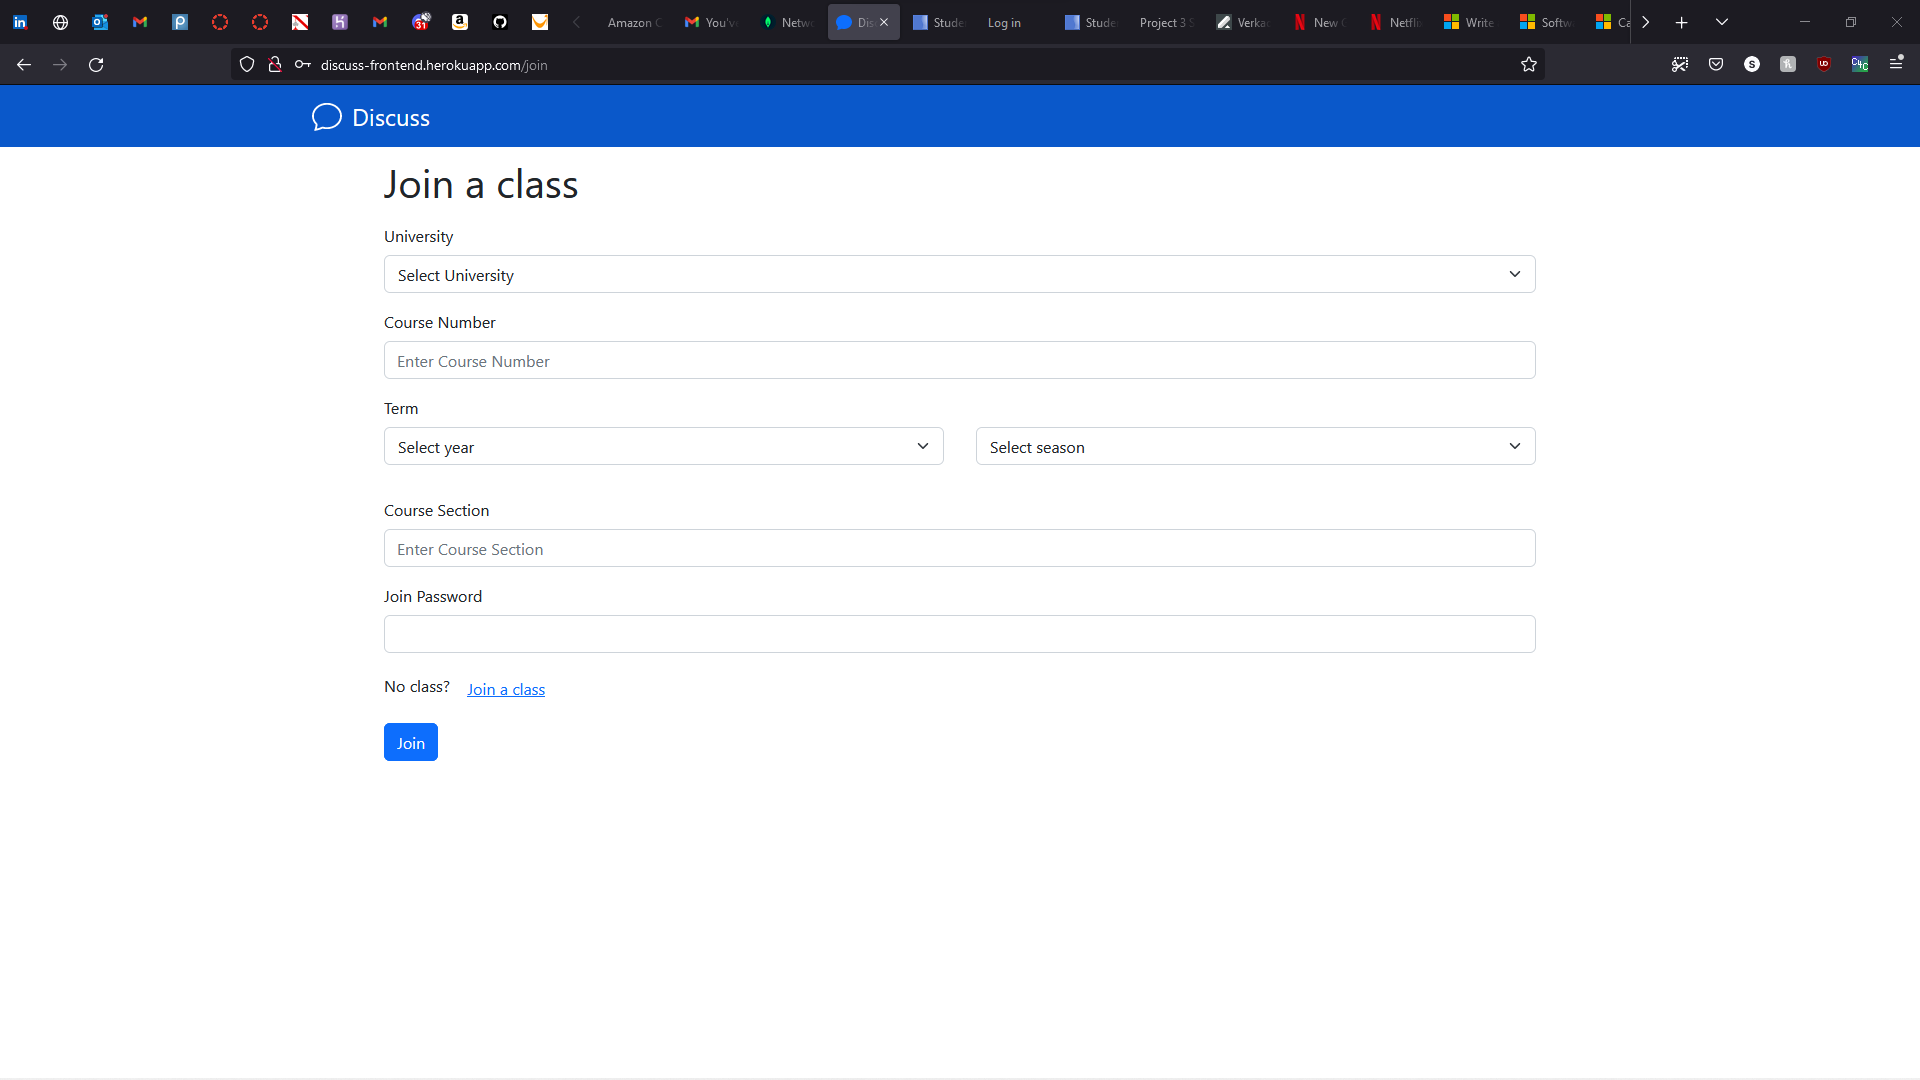 Amazon C You've Netwo Dis Stude Log in Stude Project 3 S Verka New Netfli Write Softw Ca
discuss-frontend.herokuapp.com/join
Discuss
Join a class
University
Select University
Course Number
Enter Course Number
Term
Select year Select season
Course Section
Enter Course Section
Join Password
No class? Join a class
Join